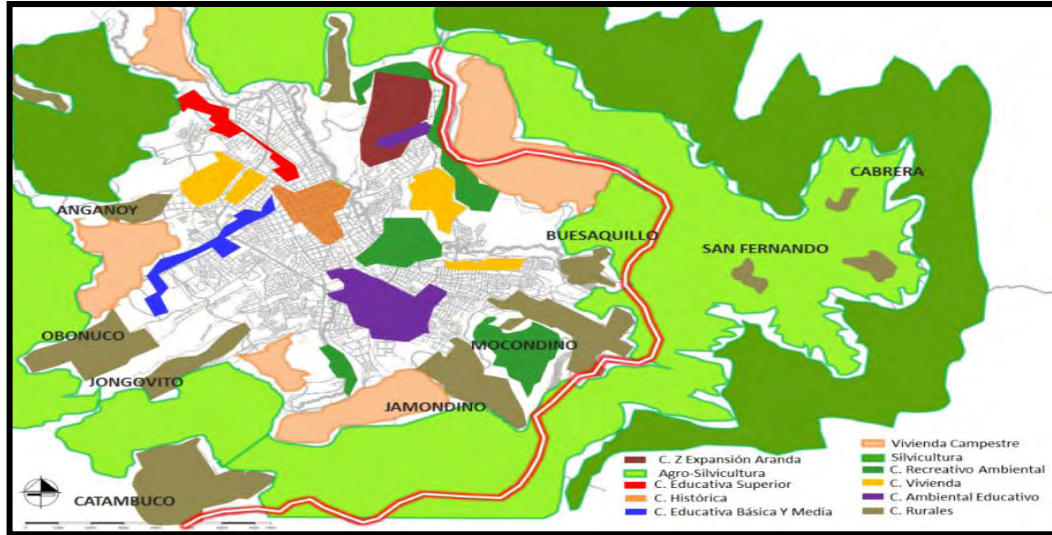 CABRERA
ANGANOY
BUESAQUILLO
SAN FERNANDO
OBONUCO
MOCONDINO
JONGOVITO
JAMONDINO
CATAMBUCO
C. Z Expansión Aranda
Agro-Silvicultura
C. Educativa Superior
C. Histórica
C. Educativa Básica Y Media
Vivienda Campestre
Silvicultura
C. Recreativo Ambiental
C. Vivienda
C. Ambiental Educativo
C. Rurales